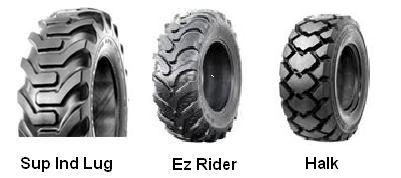 Sup Ind Lug
Ez Rider
Halk